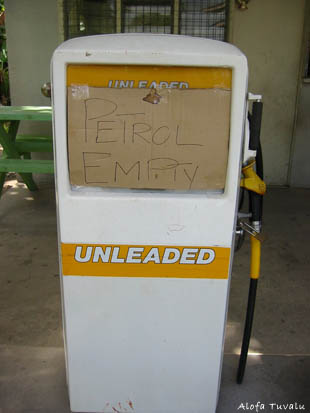 UNLEADED
PETROL
EMPTY
UNLEADED
Alofa Tuvalu